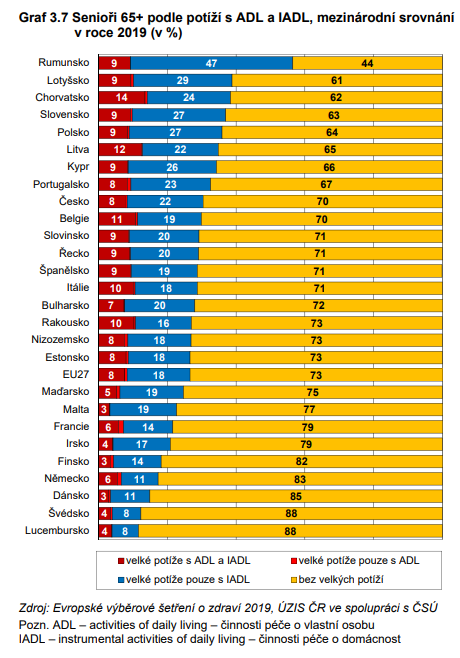 Graf 3.7 Senioři 65+ podle potíží s ADL a IADL, mezinárodní srovnání
v roce 2019 (v %)
Rumunsko 9 47 44
Lotyšsko 9 29 61
Chorvatsko 14 24 62
Slovensko 9 27 63
Polsko 9 27 64
Litva 12 22 65
Kypr 9 26 66
Portugalsko 8 23 67
Česko 8 22 70
Belgie 11 19 70
Slovinsko 9 20 71
Řecko 9 20 71
Španělsko 9 19 71
Itálie 10 18 71
Bulharsko 7 20 72
Rakousko 10 16 73
Nizozemsko 8 18 73
Estonsko 8 18 73
EU27 8 18 73
Maďarsko 5 19 75
Malta 3 19 77
Francie 6 14 79
Irsko 4 17 79
Finsko 3 14 82
Německo 6 11 83
Dánsko 3 11 85
Švédsko 4 8 88
Lucembursko 4 8 88
velké potíže s ADL a IADL velké potíže pouze s ADL
velké potíže pouze s IADL bez velkých potíží
Zdroj: Evropské výběrové šetření o zdraví 2019, ÚZIS ČR ve spolupráci s ČSÚ
Pozn. ADL – activities of daily living – činnosti péče o vlastní osobu
IADL – instrumental activities of daily living – činnosti péče o domácnost